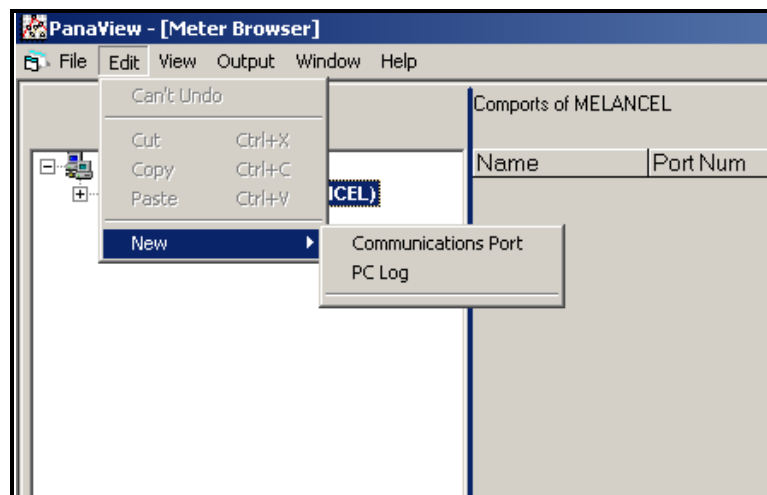 PanaView - [Meter Browser]
File Edit View Output Window Help
Can't Undo
Cut Ctrl+X
Copy Ctrl+C
Paste Ctrl+V
New
Communications Port
PC Log
Comports of MELANCEL
Name Port Num